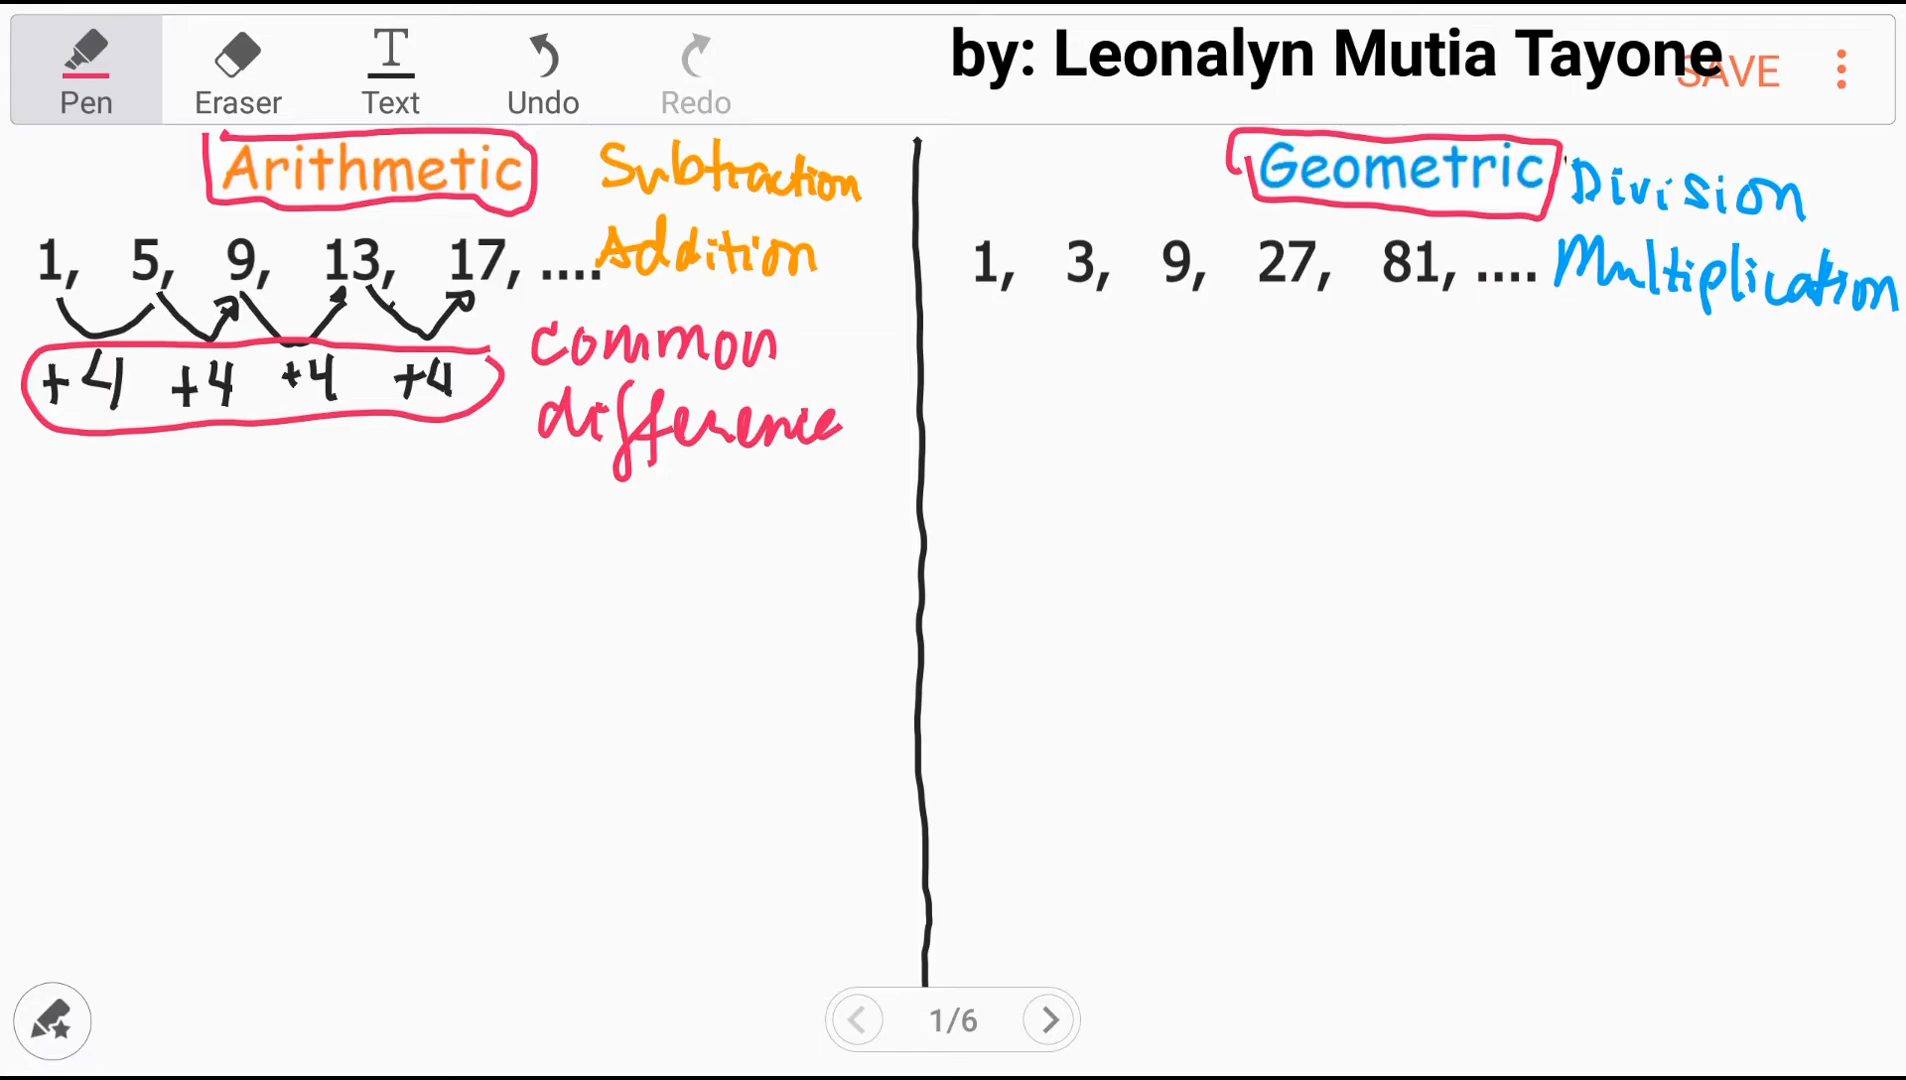 by: Leonalyn Mutia Tayone
SAVE
Pen
Eraser
Text
Undo
Redo
Arithmetic
Subtraction
Addition
1, 5, 9, 13, 17, ....
+4 +4 +4 +4
common
difference
Geometric
Division
Multiplication
1, 3, 9, 27, 81, ....
1/6